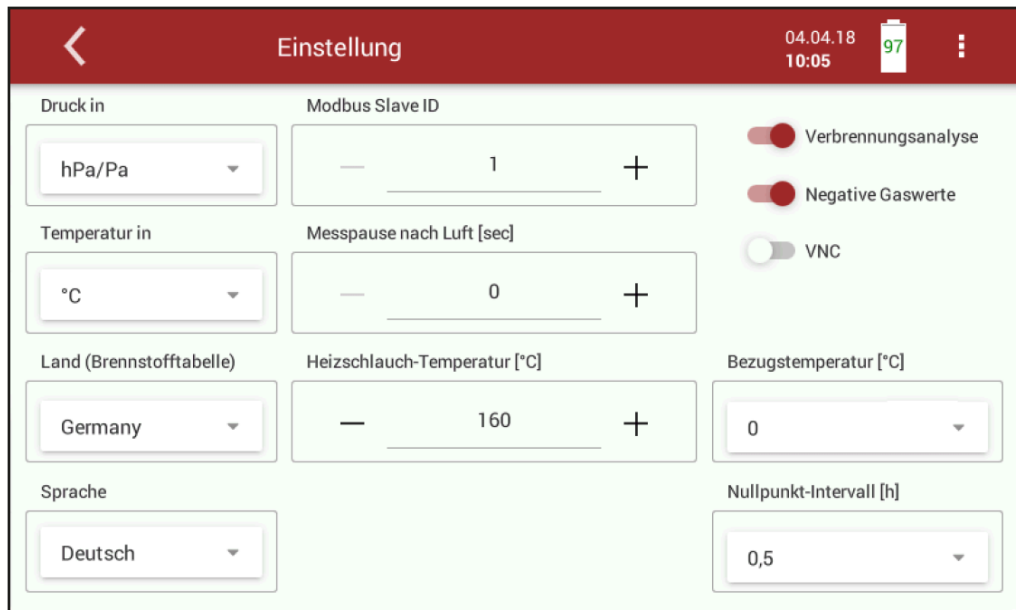 Einstellung
04.04.18
10:05
97
Druck in
hPa/Pa
Modbus Slave ID
1
Verbrennungsanalyse
Negative Gaswerte
VNC
Temperatur in
°C
Messpause nach Luft [sec]
0
Land (Brennstofftabelle)
Germany
Heizschlauch-Temperatur [°C]
160
Bezugstemperatur [°C]
0
Sprache
Deutsch
Nullpunkt-Intervall [h]
0,5